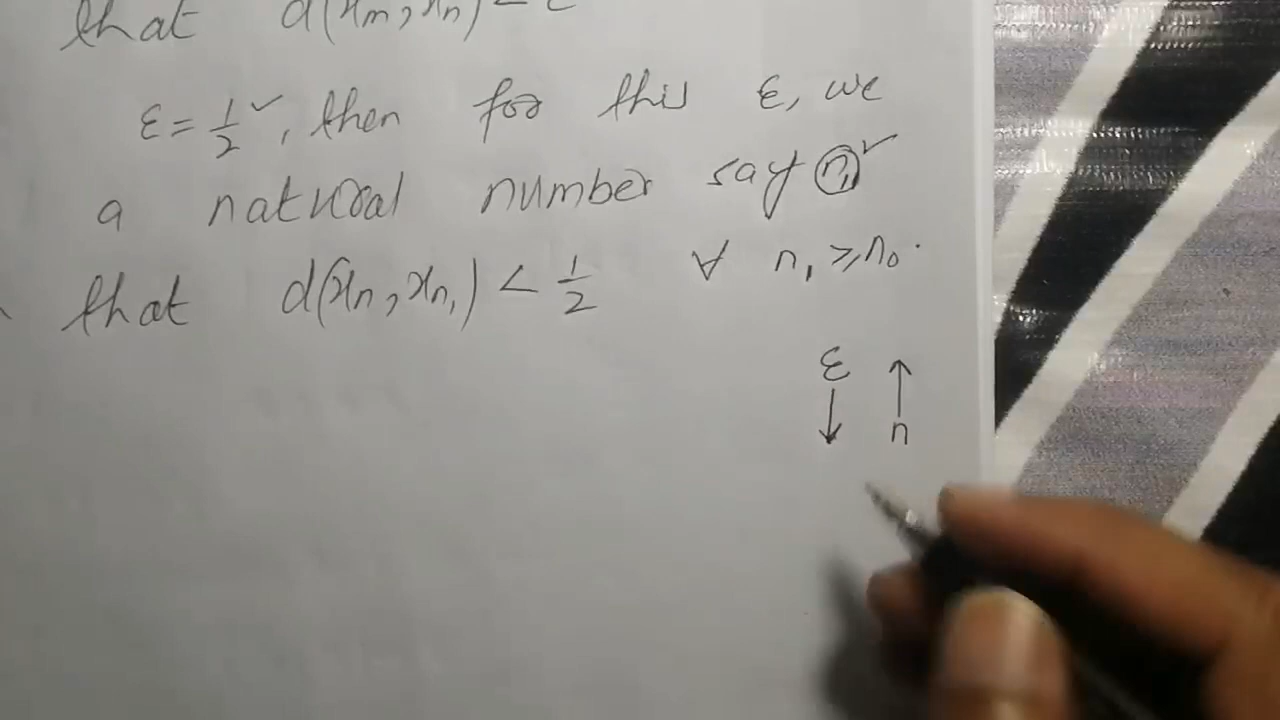 that d(xm, xn) < ε
ε = 1/2 ✓, then for this ε, we
a natural number say n₁ ✓
that d(xn, xn₁) < 1/2 ∀ n₁ ≥ n₀.
ε ↑
↓ n